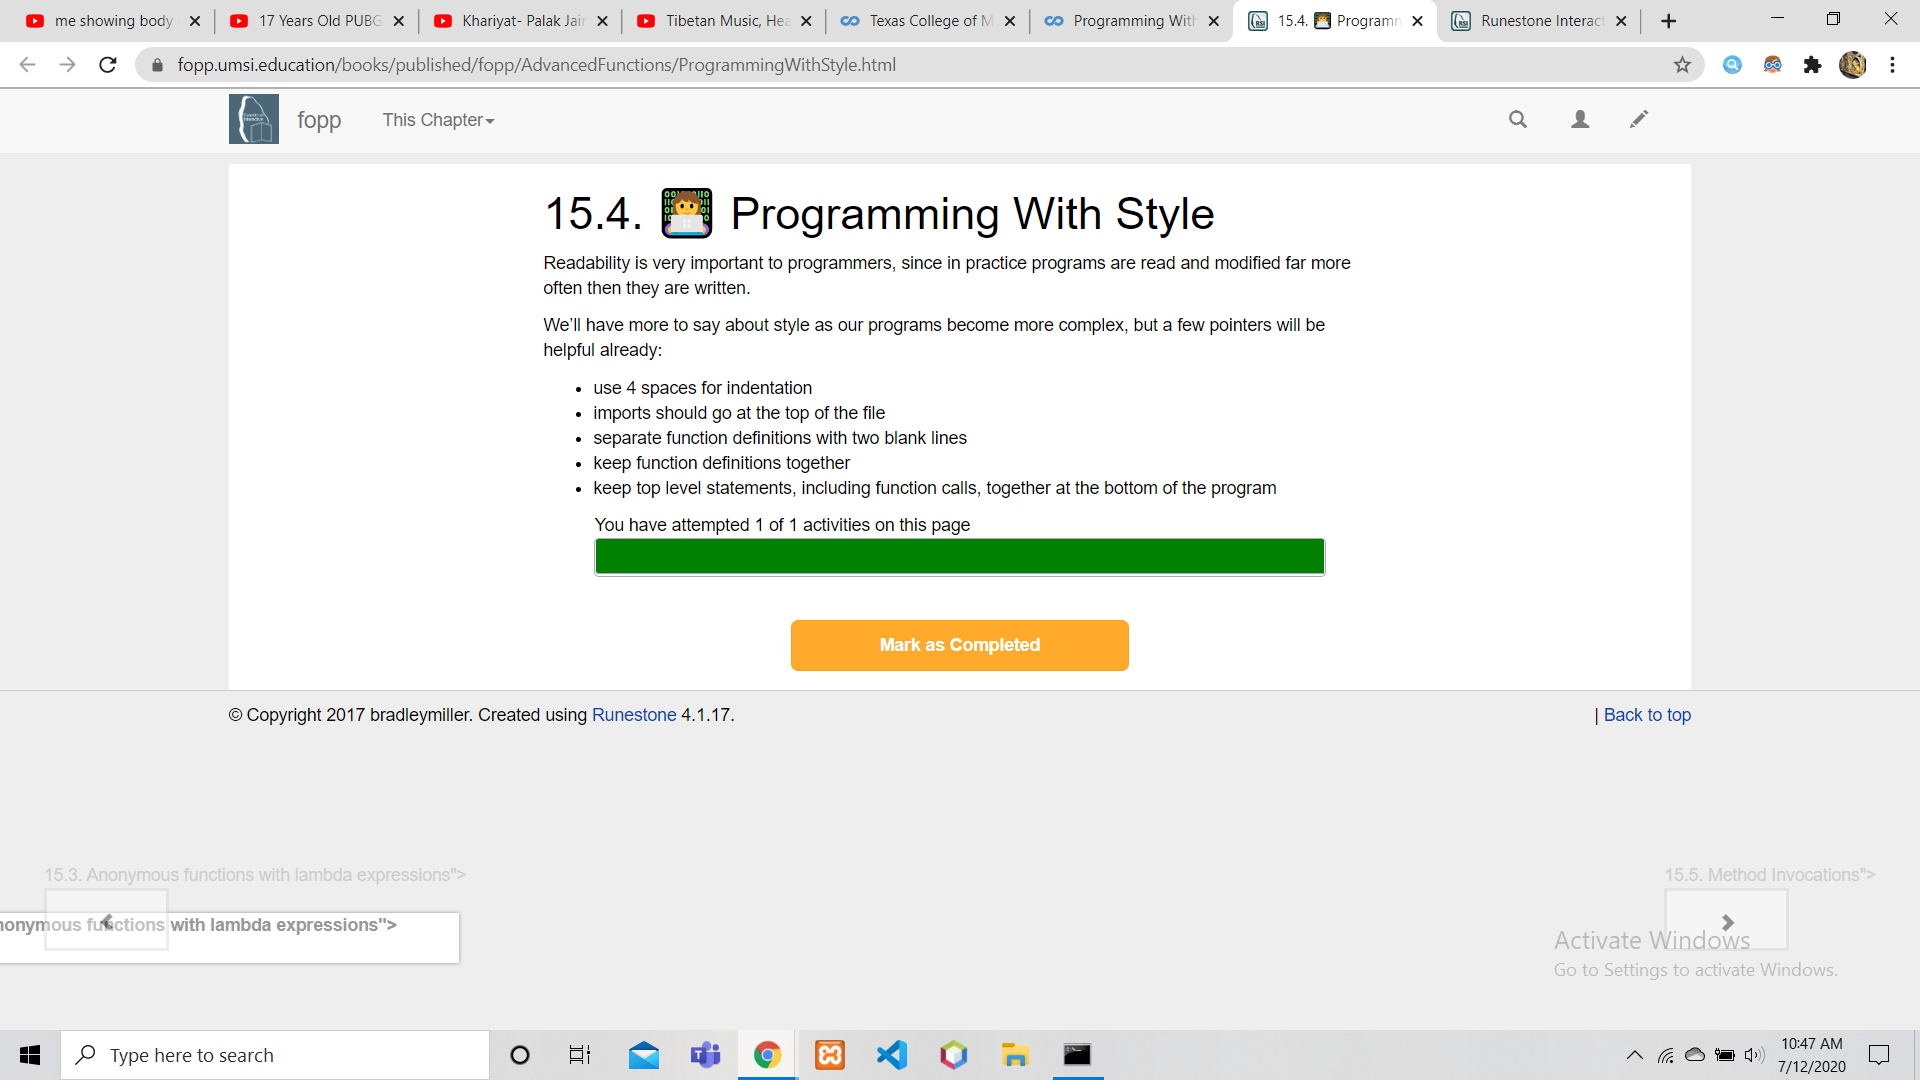 me showing body
17 Years Old PUBG
Khariyat- Palak Jai
Tibetan Music, Hea
Texas College of M
Programming With
15.4. Programm
Runestone Interact
fopp.umsi.education/books/published/fopp/AdvancedFunctions/ProgrammingWithStyle.html
fopp
This Chapter
15.4. Programming With Style
Readability is very important to programmers, since in practice programs are read and modified far more
often then they are written.
We'll have more to say about style as our programs become more complex, but a few pointers will be
helpful already:
use 4 spaces for indentation
imports should go at the top of the file
separate function definitions with two blank lines
keep function definitions together
keep top level statements, including function calls, together at the bottom of the program
You have attempted 1 of 1 activities on this page
Mark as Completed
© Copyright 2017 bradleymiller. Created using Runestone 4.1.17.
| Back to top
15.3. Anonymous functions with lambda expressions">
nonymous functions with lambda expressions">
15.5. Method Invocations">
Activate Windows
Go to Settings to activate Windows.
Type here to search
10:47 AM
7/12/2020